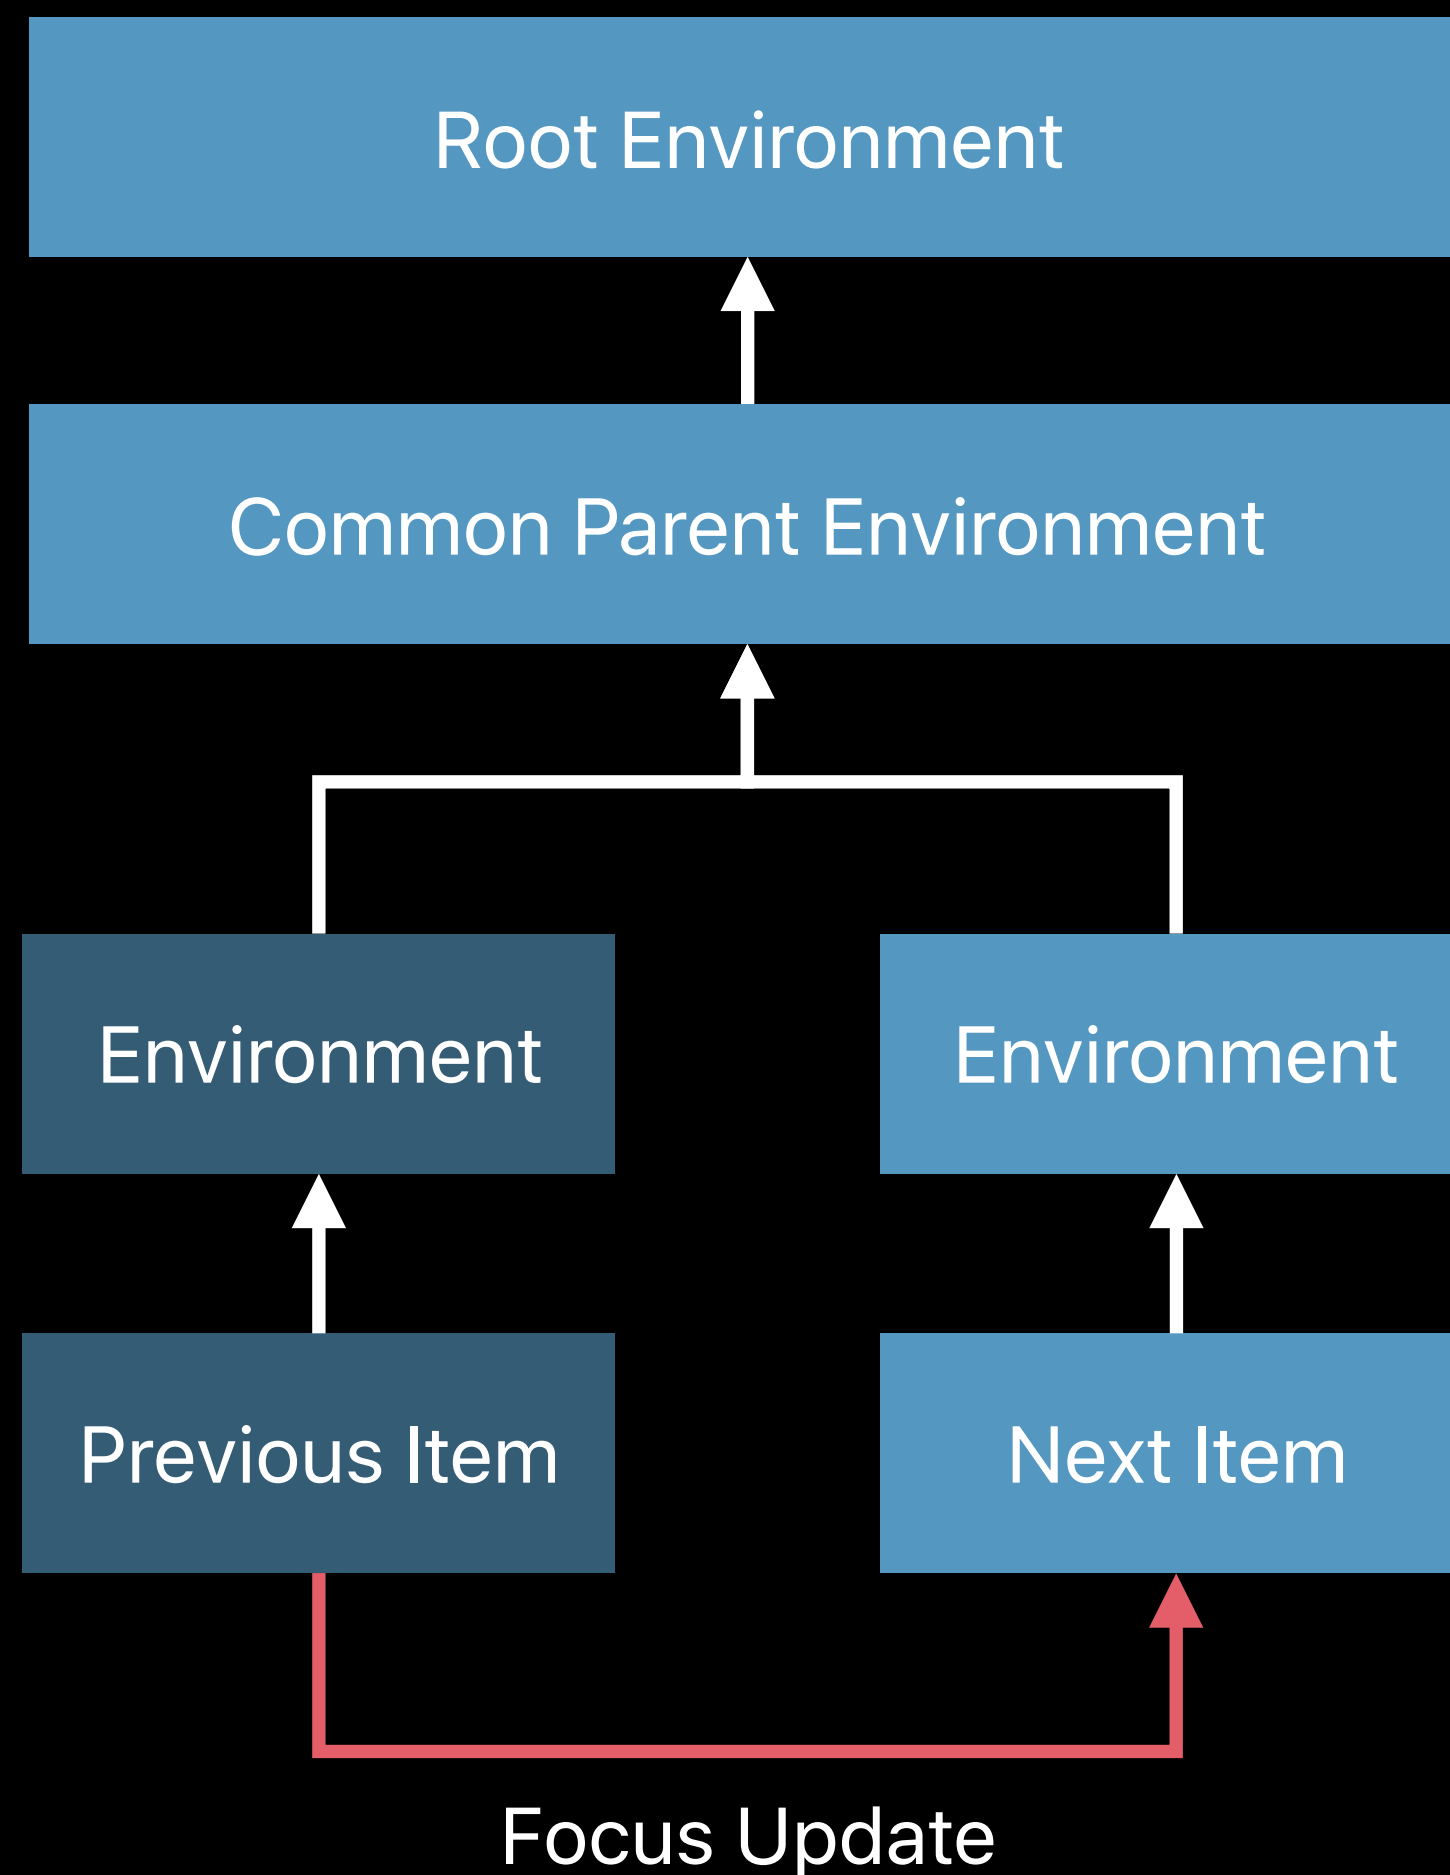 Root Environment
Common Parent Environment
Environment
Environment
Previous Item
Next Item
Focus Update